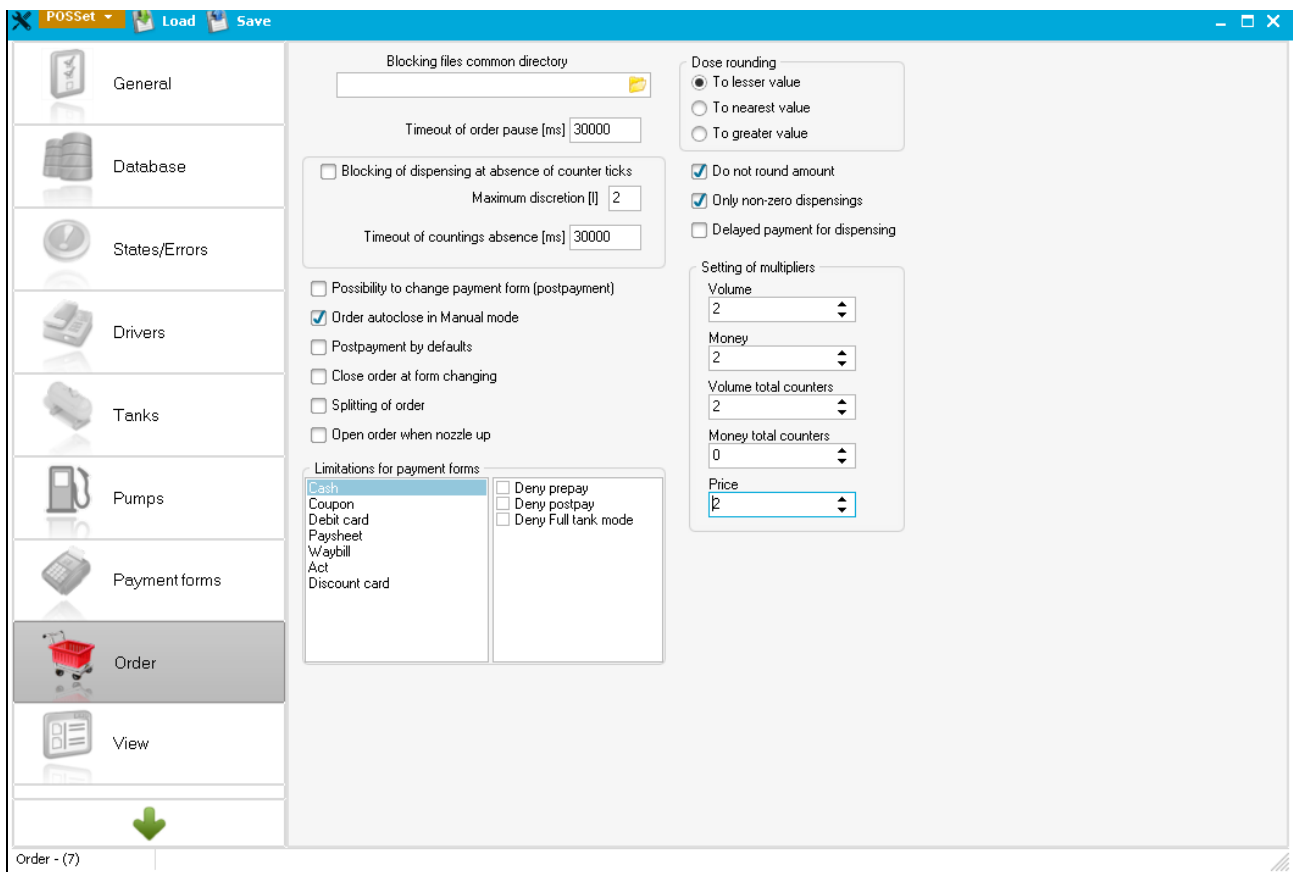 POSSet Load Save
General
Database
States/Errors
Drivers
Tanks
Pumps
Payment forms
Order
View
Blocking files common directory
Timeout of order pause [ms] 30000
Blocking of dispensing at absence of counter ticks
Maximum discretion [l] 2
Timeout of countings absence [ms] 30000
Possibility to change payment form (postpayment)
Order autoclose in Manual mode
Postpayment by defaults
Close order at form changing
Splitting of order
Open order when nozzle up
Limitations for payment forms
Cash
Coupon
Debit card
Paysheet
Waybill
Act
Discount card
Deny prepay
Deny postpay
Deny Full tank mode
Dose rounding
To lesser value
To nearest value
To greater value
Do not round amount
Only non-zero dispensings
Delayed payment for dispensing
Setting of multipliers
Volume
2
Money
2
Volume total counters
2
Money total counters
0
Price
2
Order - (7)